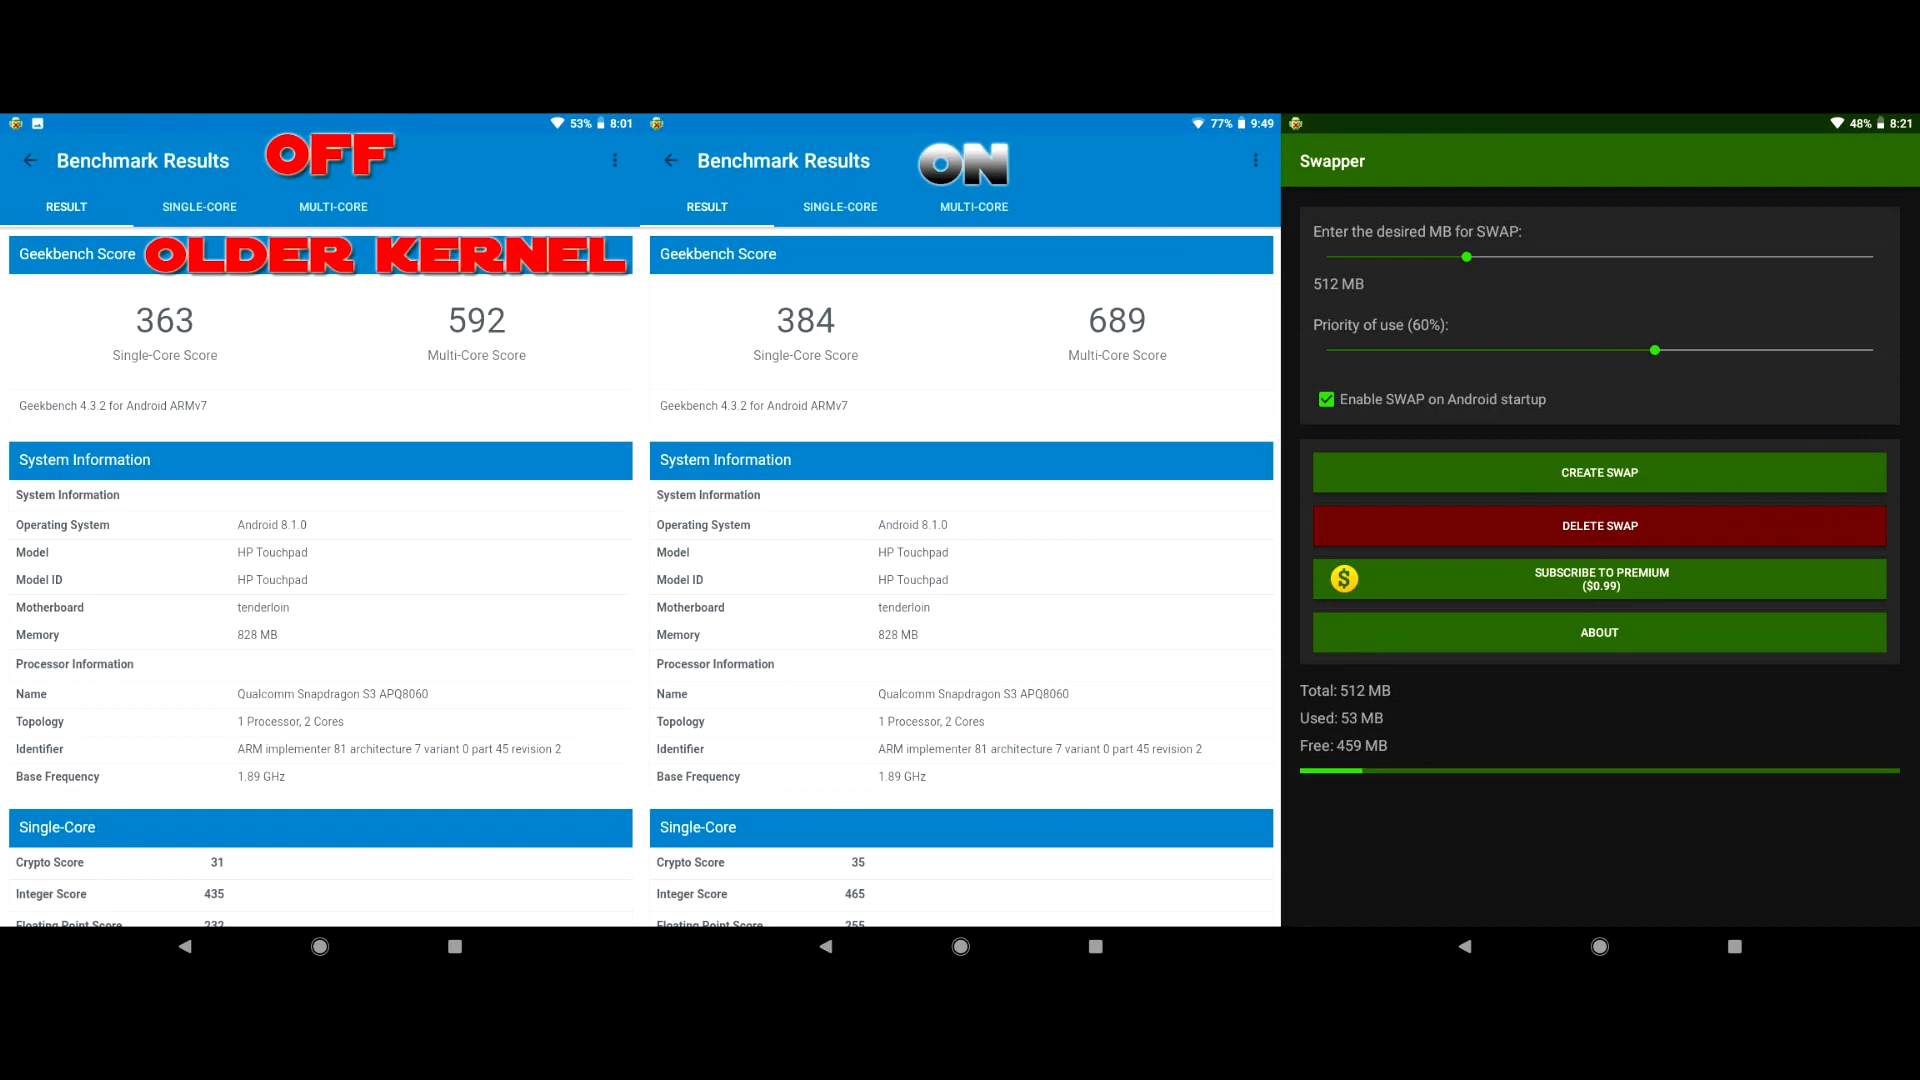 53% 8:01
Benchmark Results OFF
RESULT SINGLE-CORE MULTI-CORE
Geekbench Score OLDER KERNEL
363 592
Single-Core Score Multi-Core Score
Geekbench 4.3.2 for Android ARMv7
System Information
System Information
Operating System Android 8.1.0
Model HP Touchpad
Model ID HP Touchpad
Motherboard tenderloin
Memory 828 MB
Processor Information
Name Qualcomm Snapdragon S3 APQ8060
Topology 1 Processor, 2 Cores
Identifier ARM implementer 81 architecture 7 variant 0 part 45 revision 2
Base Frequency 1.89 GHz
Single-Core
Crypto Score 31
Integer Score 435
Floating Point Score 232
77% 9:49
Benchmark Results ON
RESULT SINGLE-CORE MULTI-CORE
Geekbench Score
384 689
Single-Core Score Multi-Core Score
Geekbench 4.3.2 for Android ARMv7
System Information
System Information
Operating System Android 8.1.0
Model HP Touchpad
Model ID HP Touchpad
Motherboard tenderloin
Memory 828 MB
Processor Information
Name Qualcomm Snapdragon S3 APQ8060
Topology 1 Processor, 2 Cores
Identifier ARM implementer 81 architecture 7 variant 0 part 45 revision 2
Base Frequency 1.89 GHz
Single-Core
Crypto Score 35
Integer Score 465
Floating Point Score 255
48% 8:21
Swapper
Enter the desired MB for SWAP:
512 MB
Priority of use (60%):
Enable SWAP on Android startup
CREATE SWAP
DELETE SWAP
SUBSCRIBE TO PREMIUM
($0.99)
ABOUT
Total: 512 MB
Used: 53 MB
Free: 459 MB